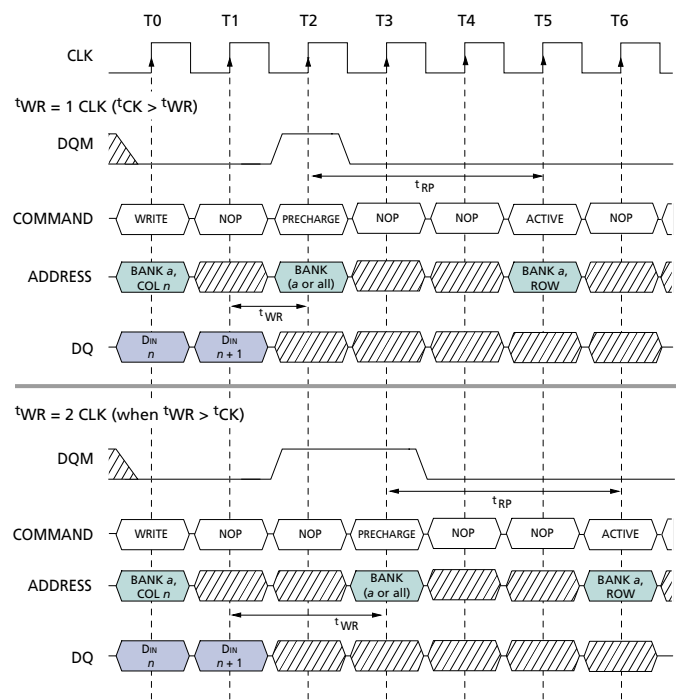 T0 T1 T2 T3 T4 T5 T6
CLK
tWR = 1 CLK (tCK > tWR)
DQM
tRP
COMMAND WRITE NOP PRECHARGE NOP NOP ACTIVE NOP
ADDRESS BANK a, COL n BANK (a or all) BANK a, ROW
tWR
DQ DIN n DIN n + 1
tWR = 2 CLK (when tWR > tCK)
DQM
tRP
COMMAND WRITE NOP NOP PRECHARGE NOP NOP ACTIVE
ADDRESS BANK a, COL n BANK (a or all) BANK a, ROW
tWR
DQ DIN n DIN n + 1